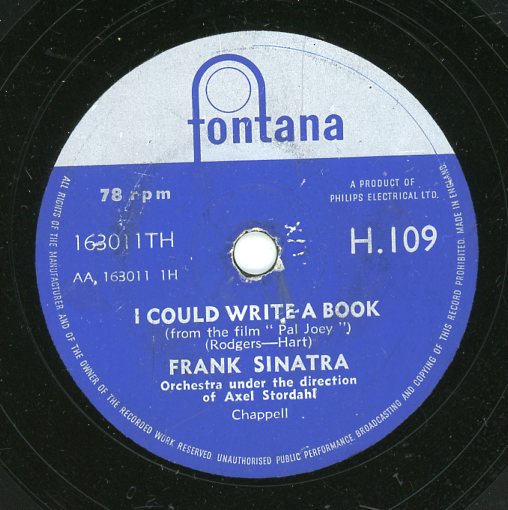 fontana
78 rpm
A PRODUCT OF
PHILIPS ELECTRICAL LTD.
163011TH
H.109
AA, 163011 1H
I COULD WRITE A BOOK
(from the film " Pal Joey ")
(Rodgers—Hart)
FRANK SINATRA
Orchestra under the direction
of Axel Stordahl
Chappell
ALL RIGHTS OF THE MANUFACTURER AND OF THE OWNER OF THE RECORDED WORK RESERVED. UNAUTHORISED PUBLIC PERFORMANCE BROADCASTING AND COPYING OF THIS RECORD PROHIBITED. MADE IN ENGLAND.